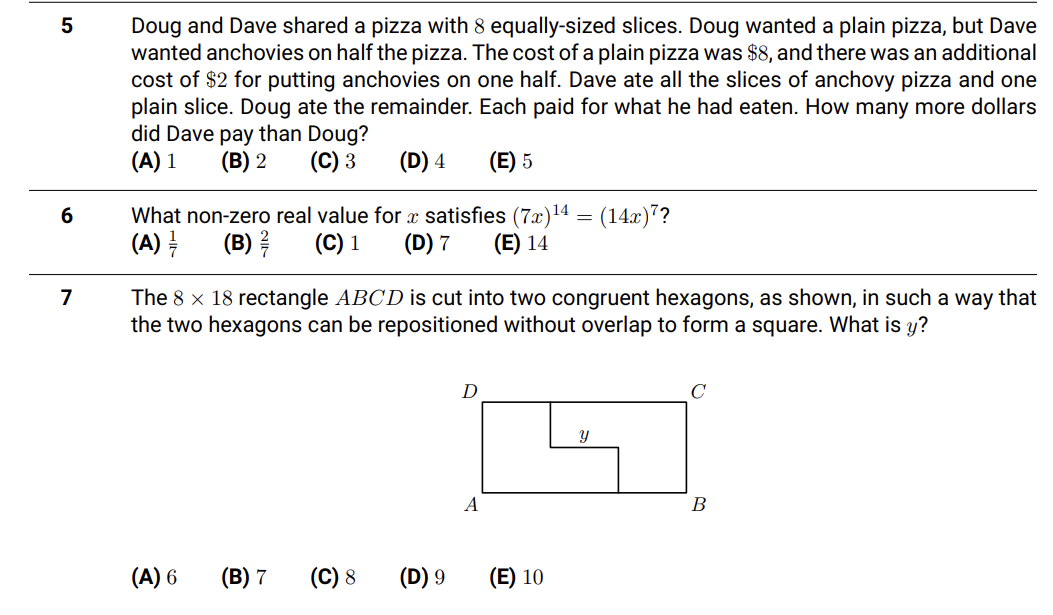 5 Doug and Dave shared a pizza with 8 equally-sized slices. Doug wanted a plain pizza, but Dave
wanted anchovies on half the pizza. The cost of a plain pizza was $8, and there was an additional
cost of $2 for putting anchovies on one half. Dave ate all the slices of anchovy pizza and one
plain slice. Doug ate the remainder. Each paid for what he had eaten. How many more dollars
did Dave pay than Doug?
(A) 1 (B) 2 (C) 3 (D) 4 (E) 5
6 What non-zero real value for x satisfies (7x)^14 = (14x)^7?
(A) 1/7 (B) 2/7 (C) 1 (D) 7 (E) 14
7 The 8 × 18 rectangle ABCD is cut into two congruent hexagons, as shown, in such a way that
the two hexagons can be repositioned without overlap to form a square. What is y?
D C
y
A B
(A) 6 (B) 7 (C) 8 (D) 9 (E) 10